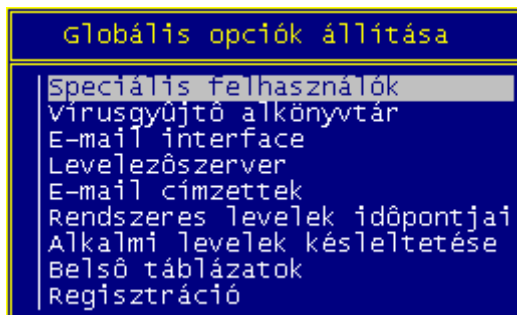 Globális opciók állítása
Speciális felhasználók
Vírusgyûjtô alkönyvtár
E-mail interface
Levelezôszerver
E-mail címzettek
Rendszeres levelek idôpontjai
Alkalmi levelek késleltetése
Belsô táblázatok
Regisztráció